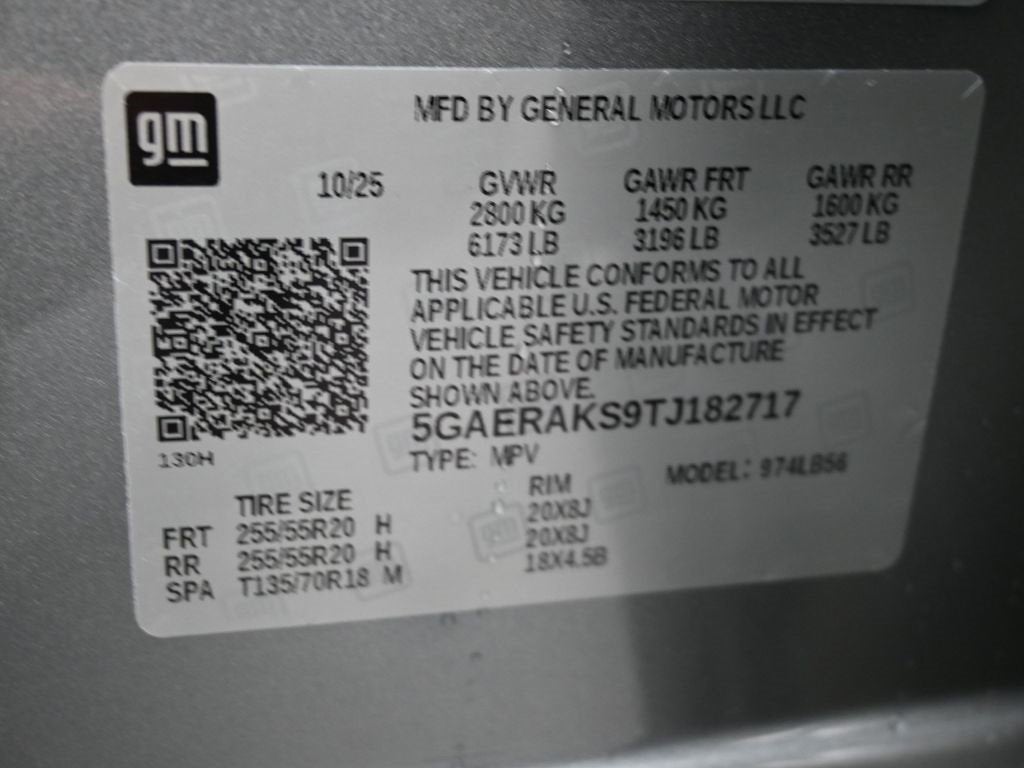 gm
MFD BY GENERAL MOTORS LLC
10/25 GVWR GAWR FRT GAWR RR
2800 KG 1450 KG 1600 KG
6173 LB 3196 LB 3527 LB
THIS VEHICLE CONFORMS TO ALL
APPLICABLE U.S. FEDERAL MOTOR
VEHICLE SAFETY STANDARDS IN EFFECT
ON THE DATE OF MANUFACTURE
SHOWN ABOVE.
5GAERAKS9TJ182717
130H
TYPE: MPV MODEL: 974LB56
TIRE SIZE RIM
FRT 255/55R20 H 20X8J
RR 255/55R20 H 20X8J
SPA T135/70R18 M 18X4.5B